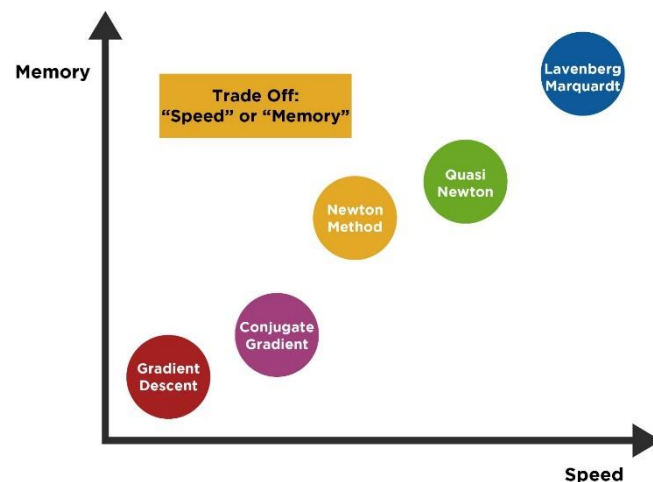 Memory
Trade Off:
“Speed” or “Memory”
Lavenberg
Marquardt
Quasi
Newton
Newton
Method
Conjugate
Gradient
Gradient
Descent
Speed